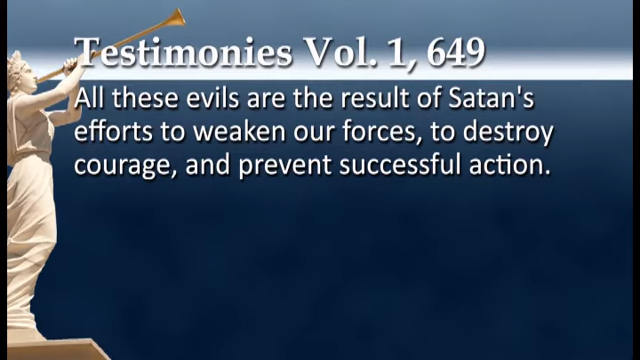 Testimonies Vol. 1, 649
All these evils are the result of Satan's
efforts to weaken our forces, to destroy
courage, and prevent successful action.